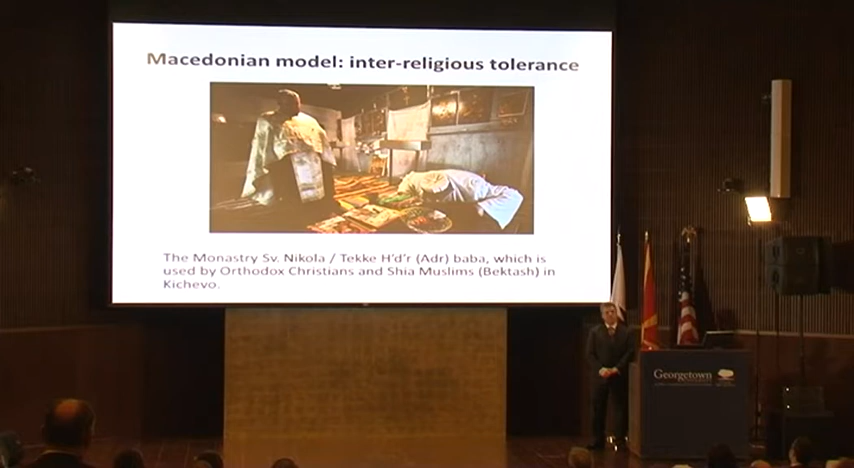 Macedonian model: inter-religious tolerance
The Monastry Sv. Nikola / Tekke H'd'r (Adr) baba, which is
used by Orthodox Christians and Shia Muslims (Bektash) in
Kichevo.
Georgetown